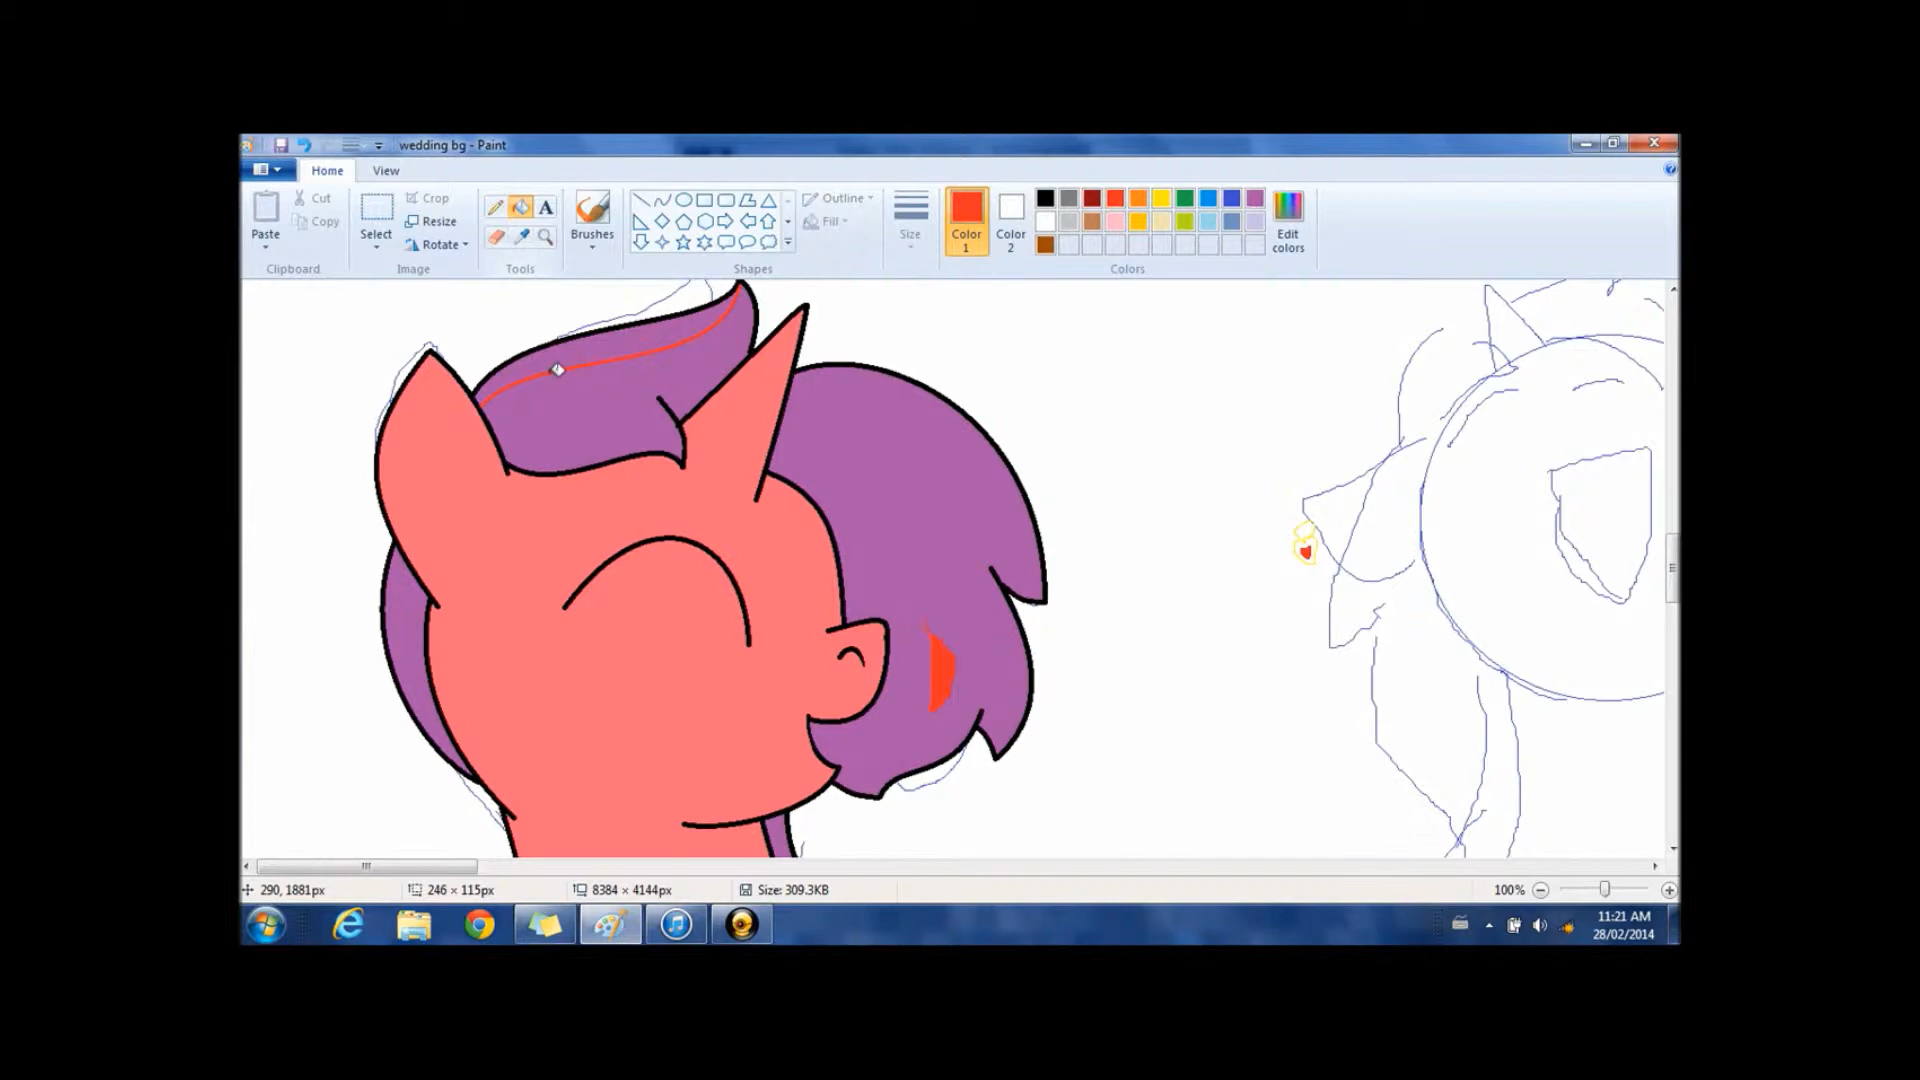 wedding bg - Paint
Home
View
Paste
Cut
Copy
Clipboard
Select
Crop
Resize
Rotate
Image
A
Tools
Brushes
Outline
Fill
Shapes
Size
Color
1
Color
2
Edit
colors
Colors
290, 1881px
246 × 115px
8384 × 4144px
Size: 309.3KB
100%
11:21 AM
28/02/2014